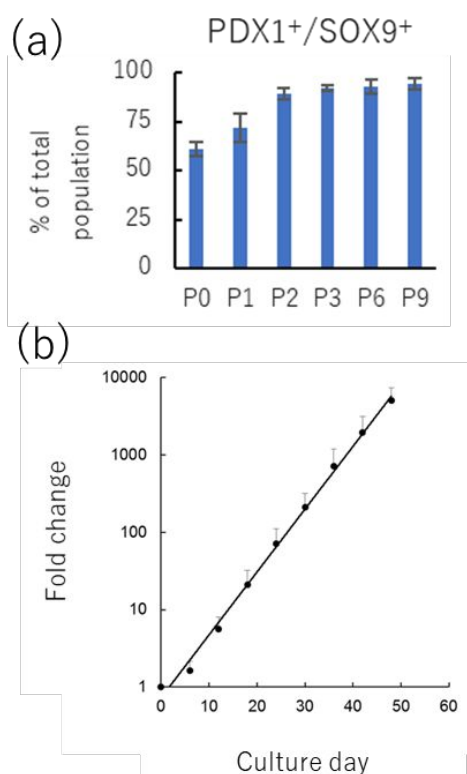 (a)
PDX1⁺/SOX9⁺
100
75
50
25
0
% of total
population
P0 P1 P2 P3 P6 P9
(b)
10000
1000
100
10
1
Fold change
0 10 20 30 40 50 60
Culture day